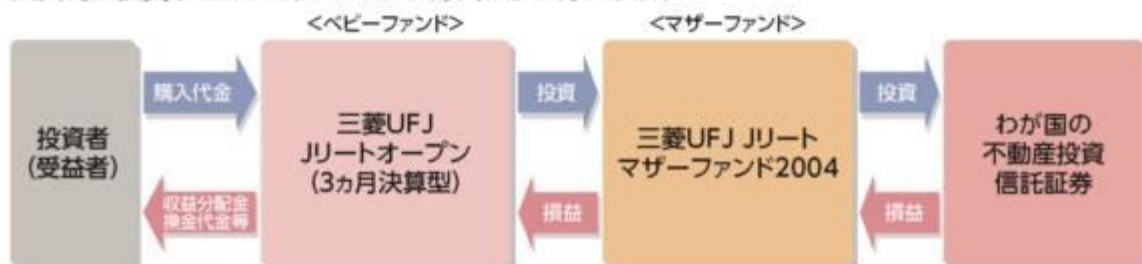 <ベビーファンド>
<マザーファンド>
投資者
(受益者)
購入代金
収益分配金
換金代金等
三菱UFJ
Jリートオープン
(3ヵ月決算型)
投資
損益
三菱UFJ Jリート
マザーファンド2004
投資
損益
わが国の
不動産投資
信託証券